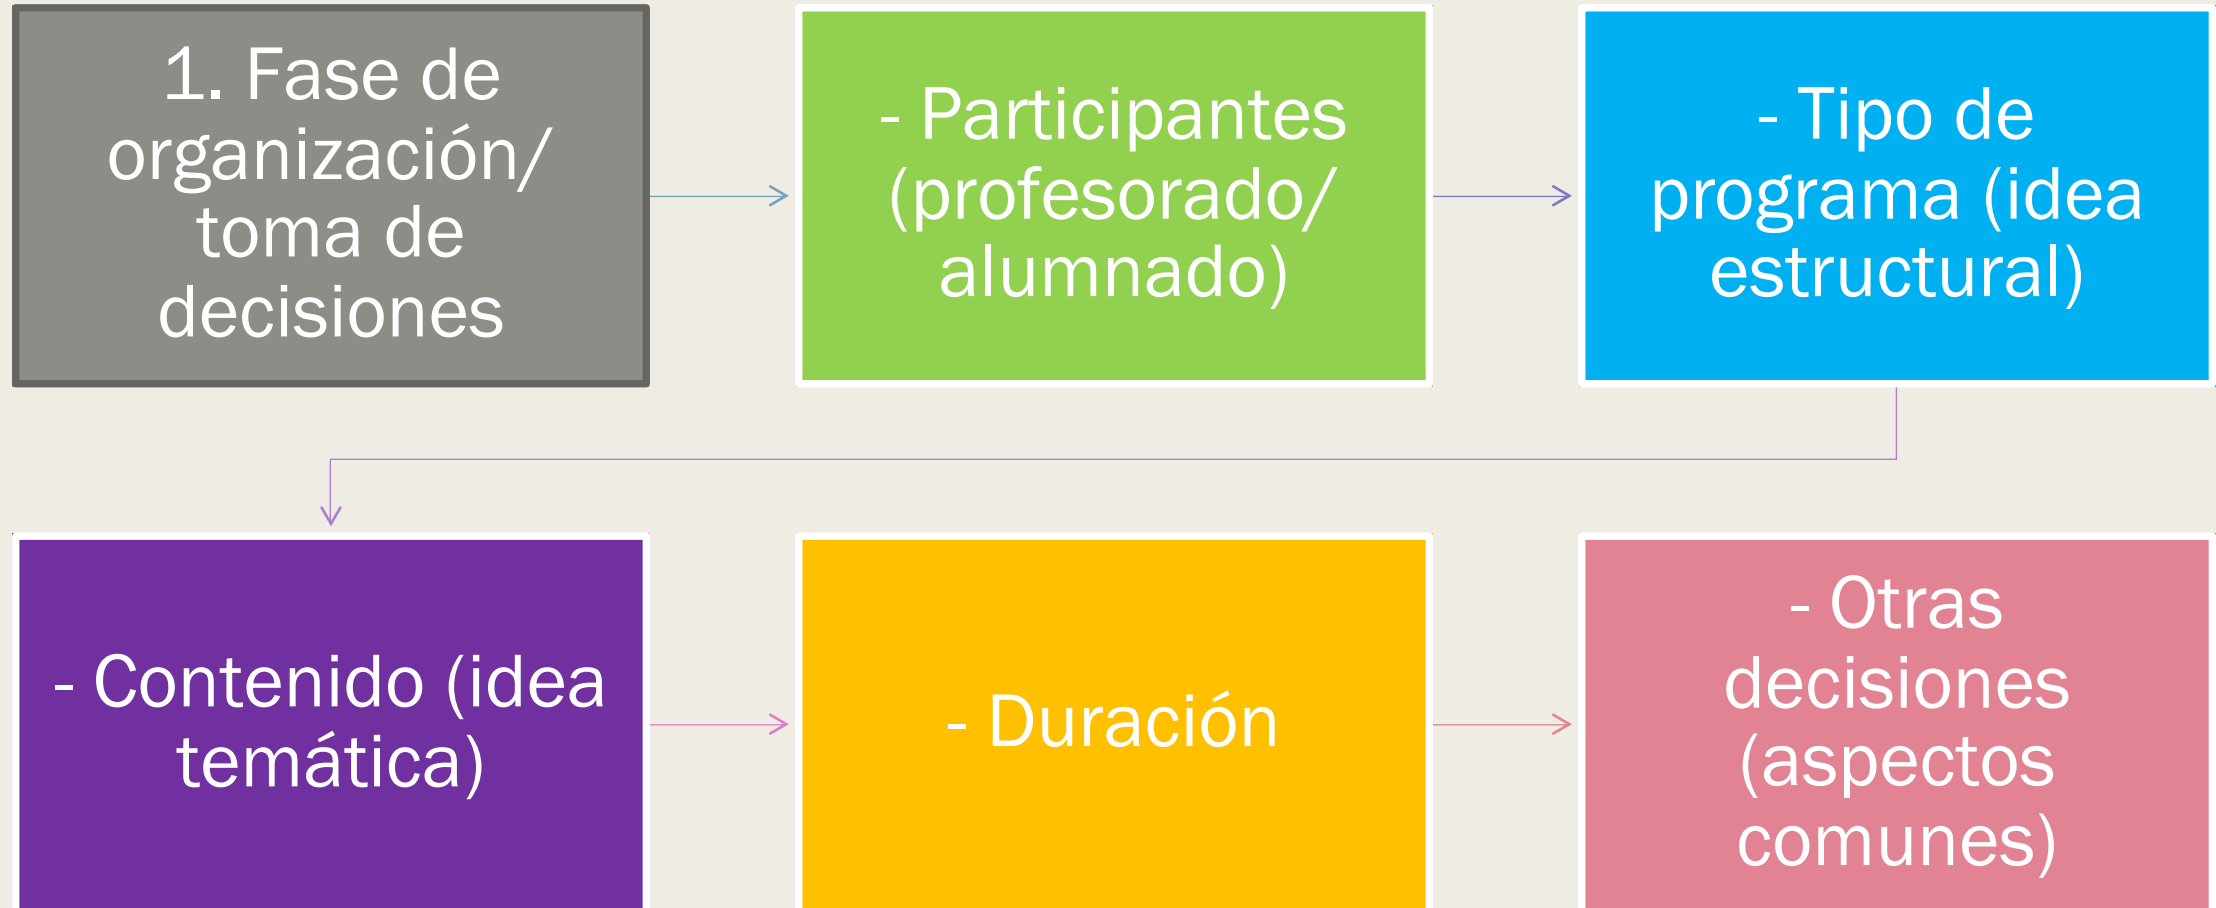 1. Fase de
organización/
toma de
decisiones
- Participantes
(profesorado/
alumnado)
- Tipo de
programa (idea
estructural)
- Contenido (idea
temática)
- Duración
- Otras
decisiones
(aspectos
comunes)